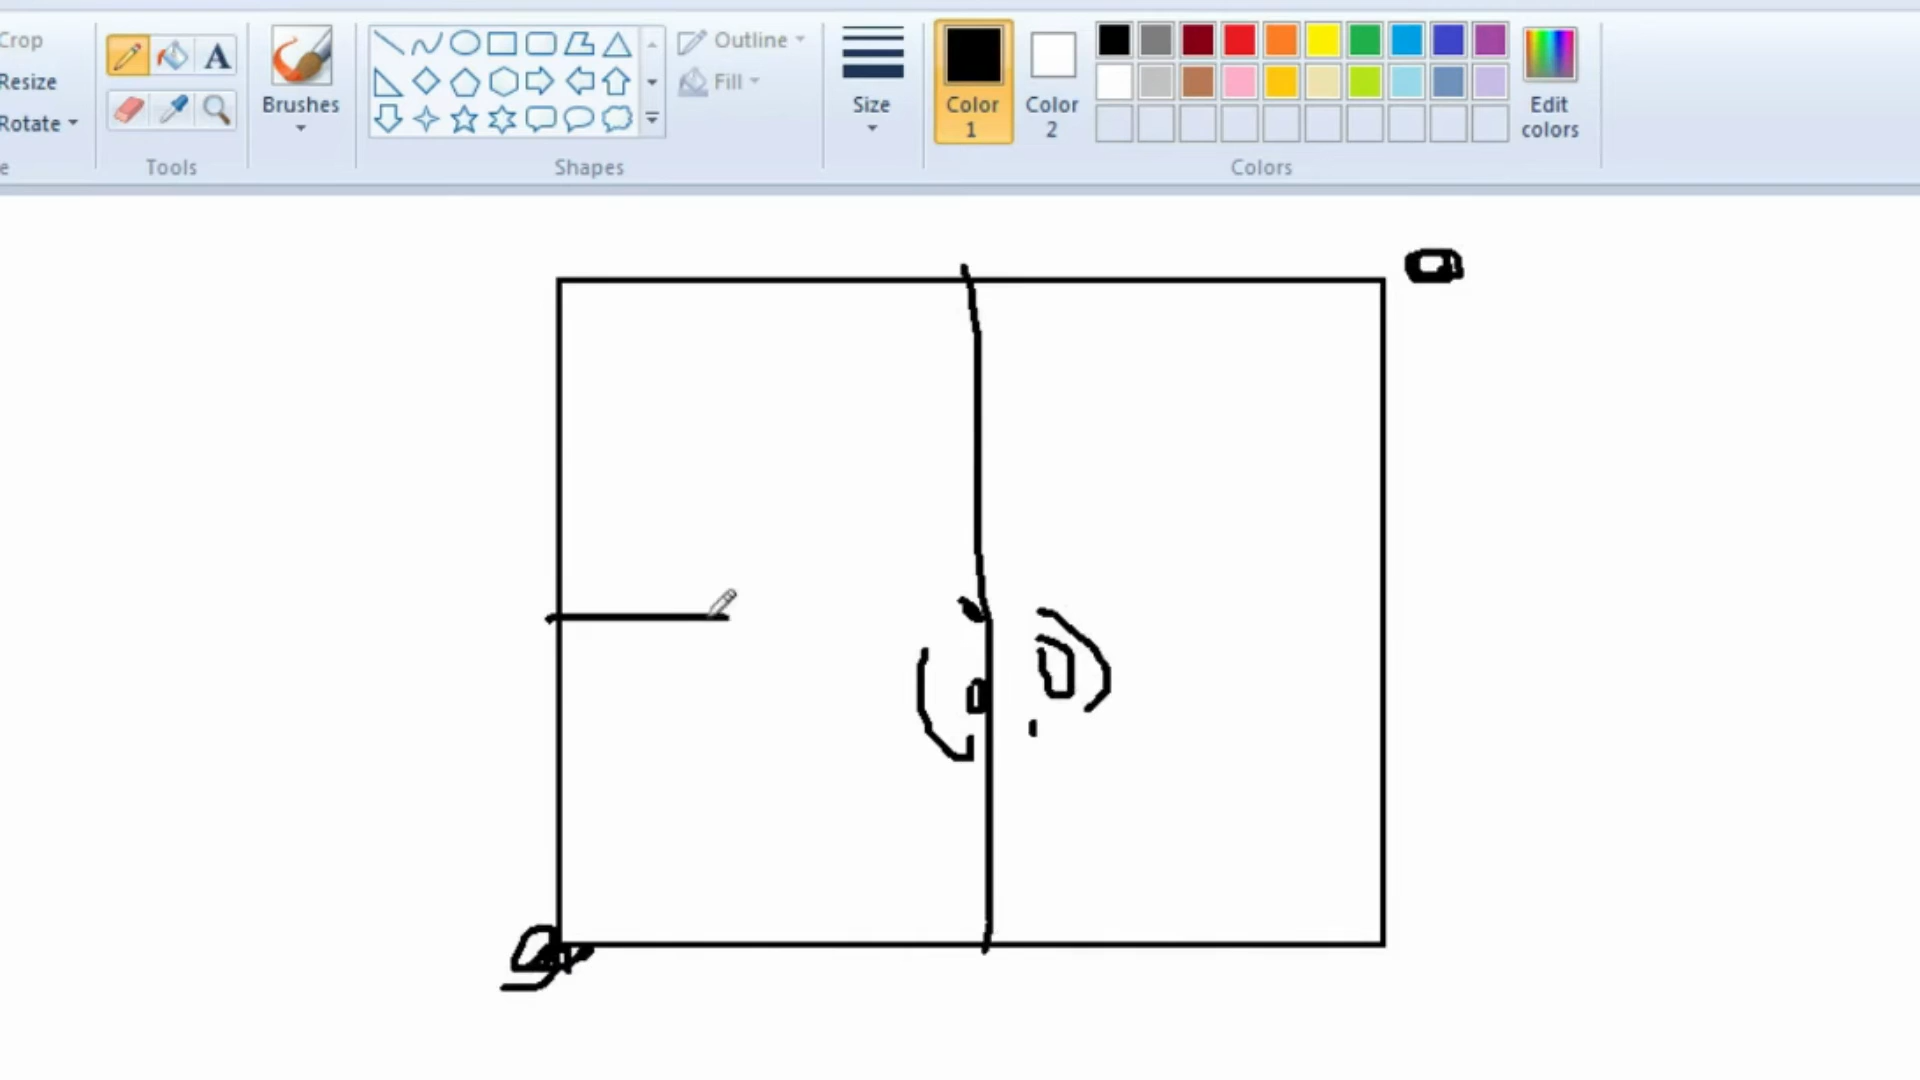 Crop
Resize
Rotate
e
A
Tools
Brushes
Shapes
Outline
Fill
Size
Color
1
Color
2
Edit
colors
Colors